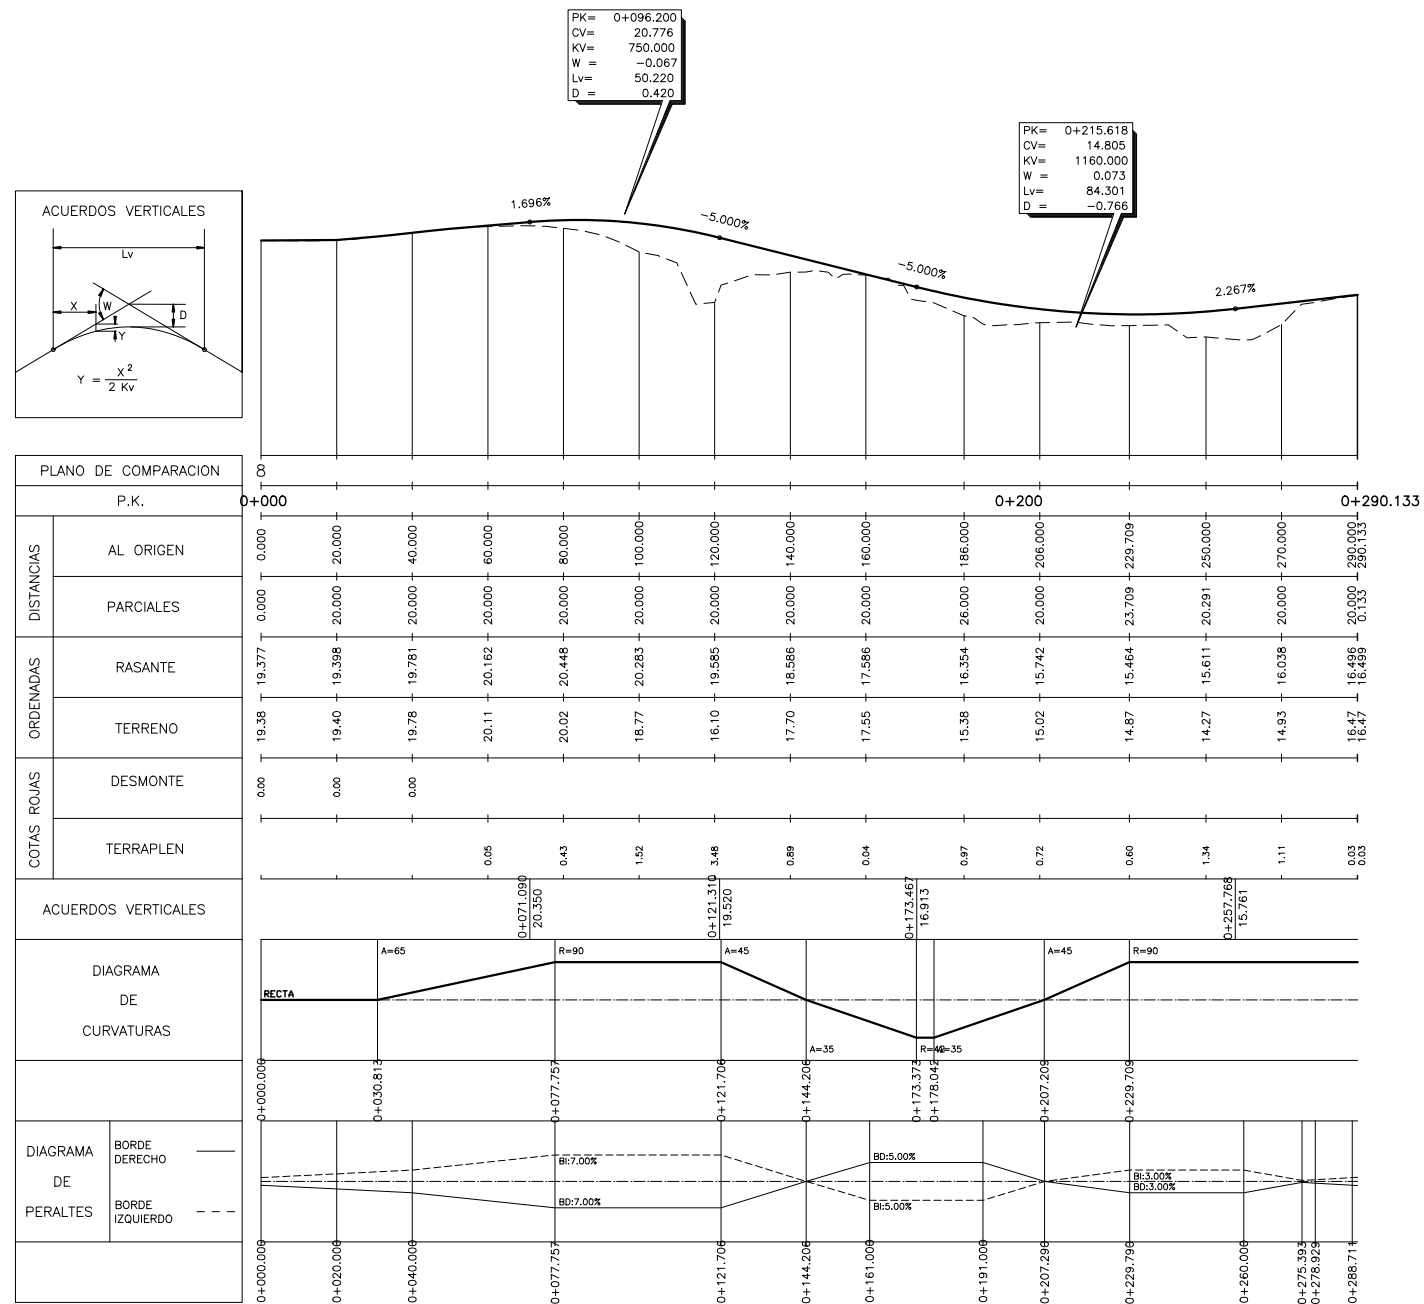 PK= 0+096.200
CV= 20.776
KV= 750.000
W = -0.067
Lv= 50.220
D = 0.420
PK= 0+215.618
CV= 14.805
KV= 1160.000
W = 0.073
Lv= 84.301
D = -0.766
1.696%
-5.000%
-5.000%
2.267%
ACUERDOS VERTICALES
Lv
X
W
D
Y
Y = X² / 2 Kv
PLANO DE COMPARACION 8
P.K. 0+000 0+200 0+290.133
DISTANCIAS
AL ORIGEN 0.000 20.000 40.000 60.000 80.000 100.000 120.000 140.000 160.000 186.000 206.000 229.709 250.000 270.000 290.000 290.133
PARCIALES 0.000 20.000 20.000 20.000 20.000 20.000 20.000 20.000 20.000 26.000 20.000 23.709 20.291 20.000 20.000 0.133
ORDENADAS
RASANTE 19.377 19.398 19.781 20.162 20.448 20.283 19.585 18.586 17.586 16.354 15.742 15.464 15.611 16.038 16.496 16.499
TERRENO 19.38 19.40 19.78 20.11 20.02 18.77 16.10 17.70 17.55 15.38 15.02 14.87 14.27 14.93 16.47 16.47
COTAS ROJAS
DESMONTE 0.00 0.00 0.00
TERRAPLEN 0.05 0.43 1.52 3.48 0.89 0.04 0.97 0.72 0.60 1.34 1.11 0.03 0.03
ACUERDOS VERTICALES 0+071.090 20.350 0+121.310 19.520 0+173.467 16.913 0+257.768 15.761
DIAGRAMA
DE
CURVATURAS
RECTA
A=65
R=90
A=45
A=35
R=42
A=35
A=45
R=90
0+000.000 0+030.813 0+077.757 0+121.706 0+144.206 0+173.373 0+178.042 0+207.209 0+229.709
DIAGRAMA
DE
PERALTES
BORDE
DERECHO
BORDE
IZQUIERDO
BI:7.00%
BD:7.00%
BD:5.00%
BI:5.00%
BI:3.00%
BD:3.00%
0+000.000 0+020.000 0+040.000 0+077.757 0+121.706 0+144.206 0+161.000 0+191.000 0+207.290 0+229.790 0+260.000 0+275.393 0+278.929 0+288.711